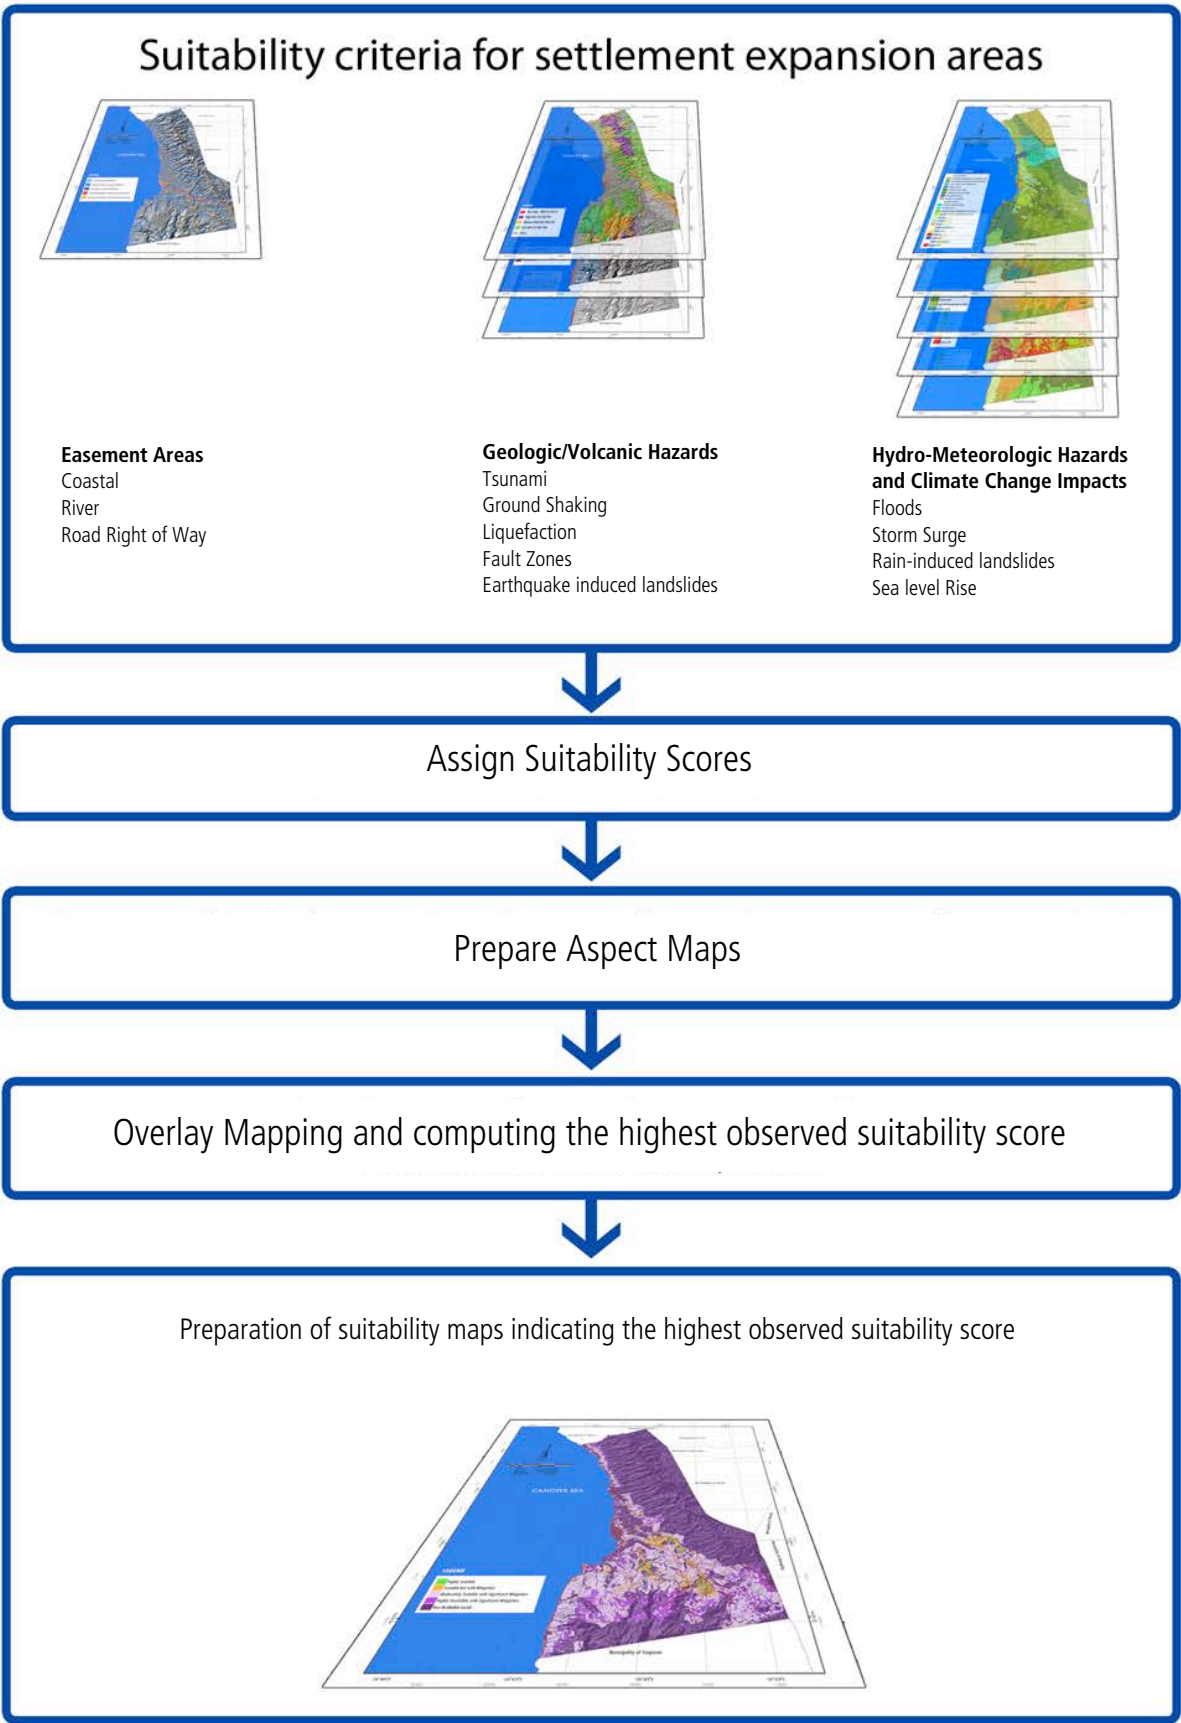 Suitability criteria for settlement expansion areas
Easement Areas
Coastal
River
Road Right of Way
Geologic/Volcanic Hazards
Tsunami
Ground Shaking
Liquefaction
Fault Zones
Earthquake induced landslides
Hydro-Meteorologic Hazards
and Climate Change Impacts
Floods
Storm Surge
Rain-induced landslides
Sea level Rise
Assign Suitability Scores
Prepare Aspect Maps
Overlay Mapping and computing the highest observed suitability score
Preparation of suitability maps indicating the highest observed suitability score
LEGEND